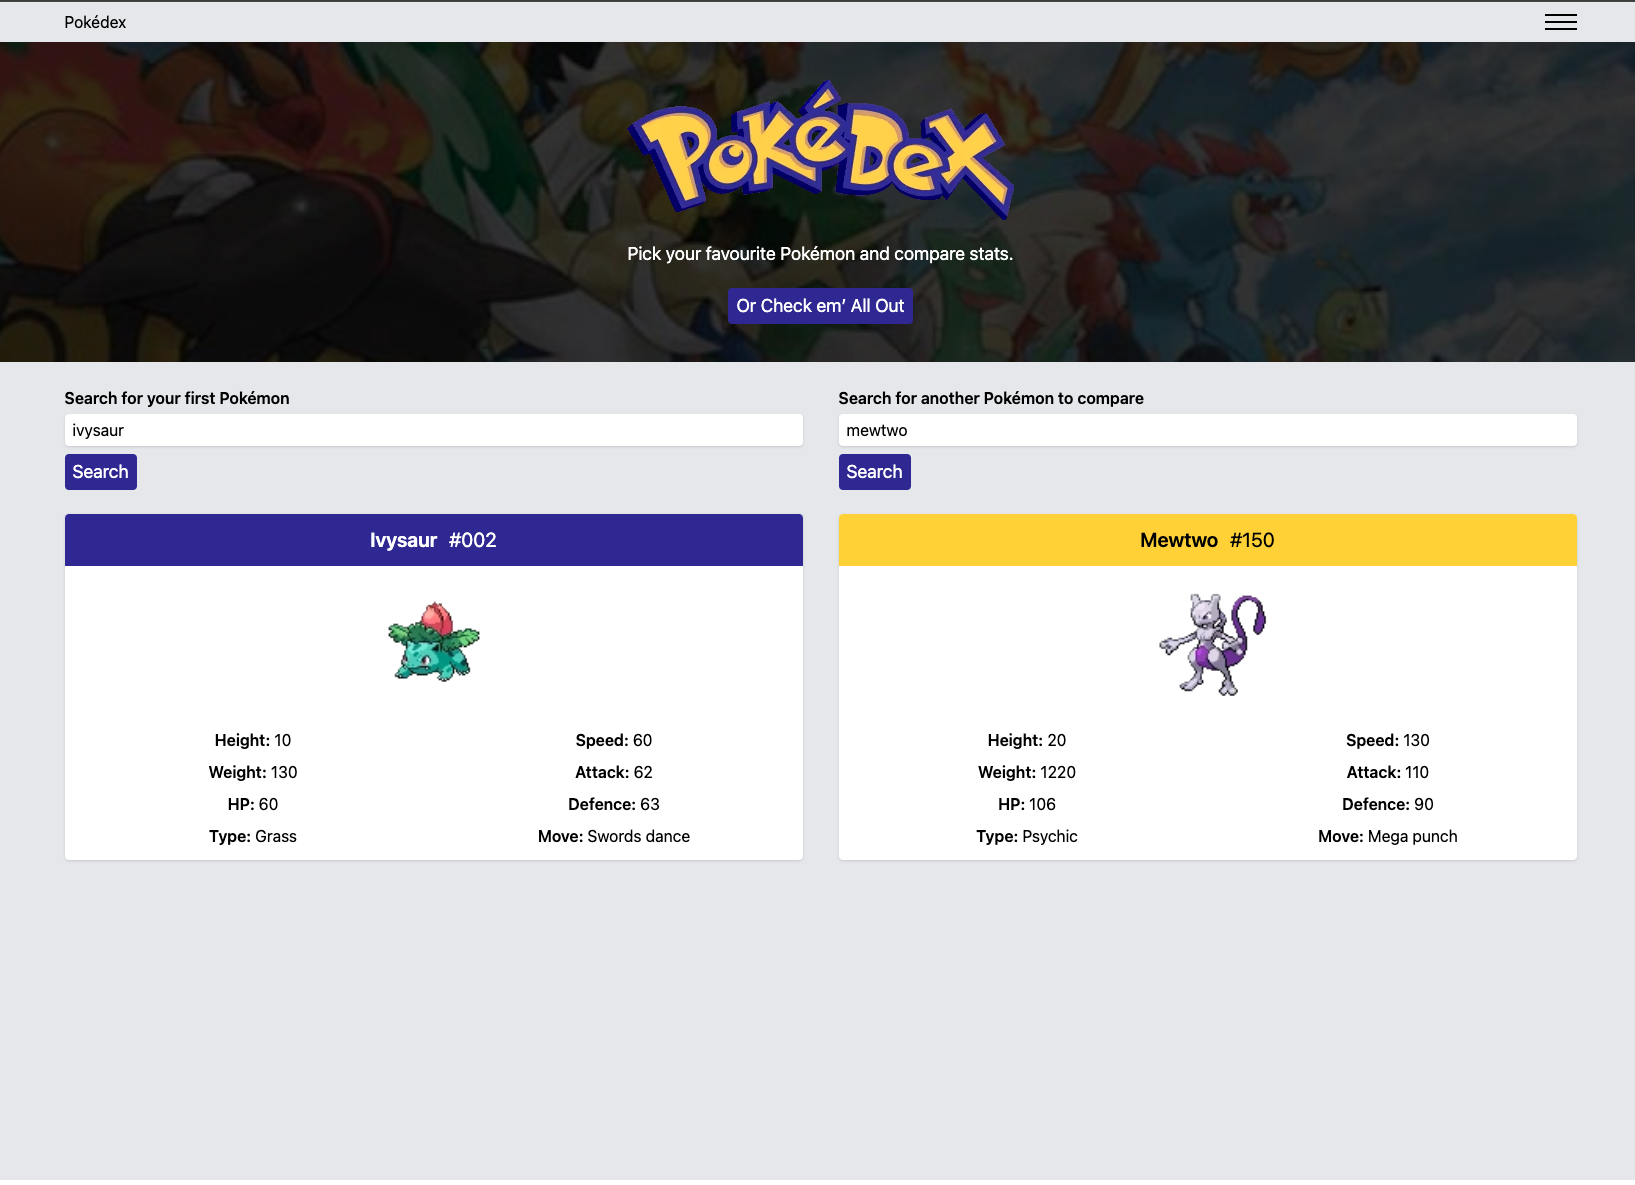 Pokédex
PoKéDex
Pick your favourite Pokémon and compare stats.
Or Check em’ All Out
Search for your first Pokémon
ivysaur
Search
Ivysaur #002
Height: 10
Speed: 60
Weight: 130
Attack: 62
HP: 60
Defence: 63
Type: Grass
Move: Swords dance
Search for another Pokémon to compare
mewtwo
Search
Mewtwo #150
Height: 20
Speed: 130
Weight: 1220
Attack: 110
HP: 106
Defence: 90
Type: Psychic
Move: Mega punch